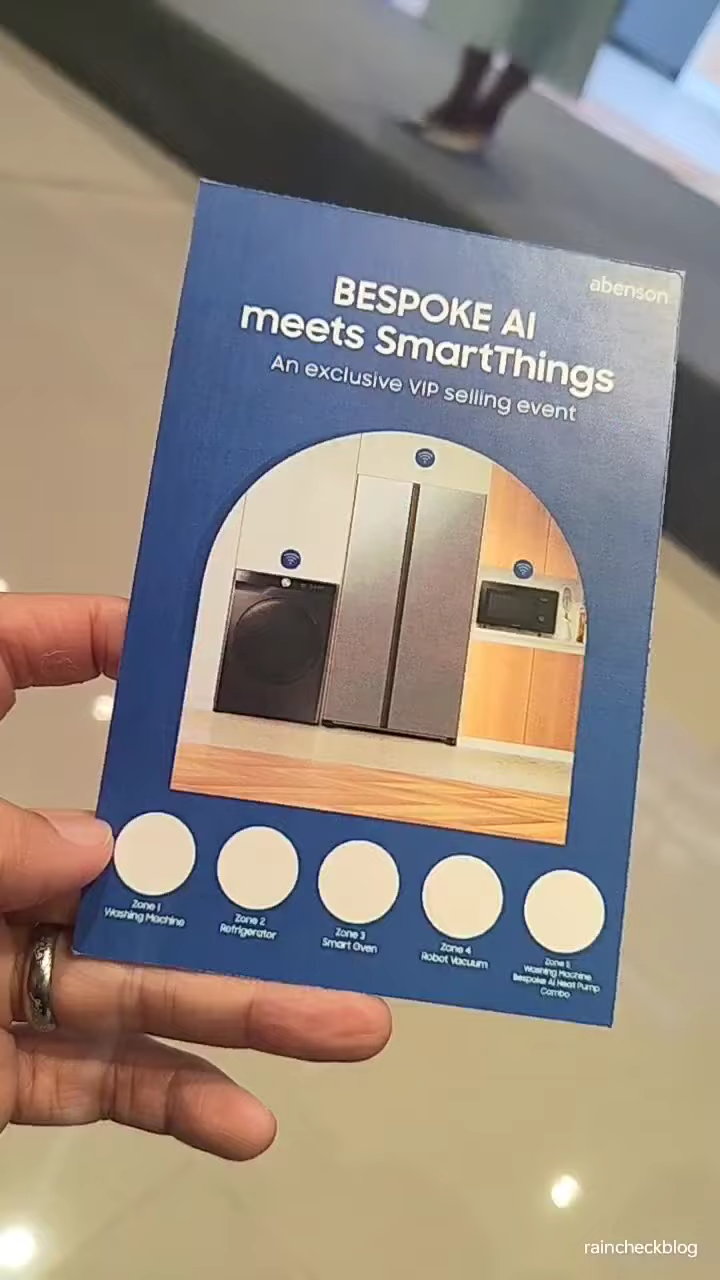 abenson
BESPOKE AI
meets SmartThings
An exclusive VIP selling event
Zone 1
Washing Machine
Zone 2
Refrigerator
Zone 3
Smart Oven
Zone 4
Robot Vacuum
Zone 5
Washing Machine
Bespoke AI Heat Pump
Combo
raincheckblog